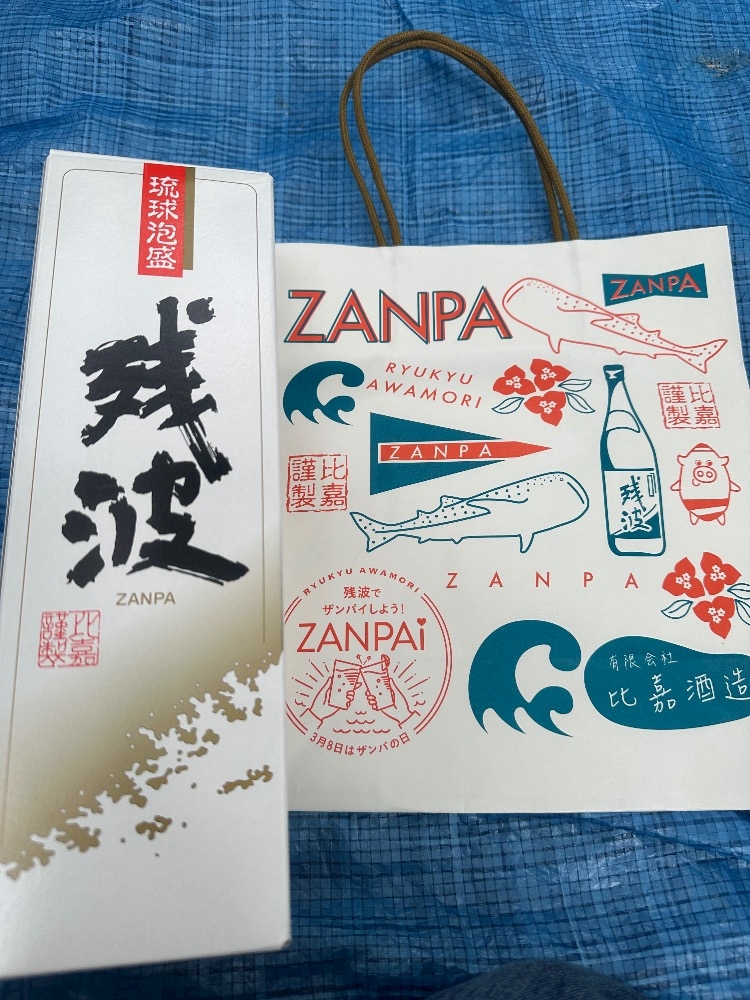 琉球泡盛
残波
ZANPA
比嘉
謹製
ZANPA
ZANPA
RYUKYU
AWAMORI
比嘉
謹製
ZANPA
比嘉
謹製
残波
ZANPA
RYUKYU AWAMORI
残波で
ザンパイしよう!
ZANPAi
3月8日はザンパの日
有限会社
比嘉酒造